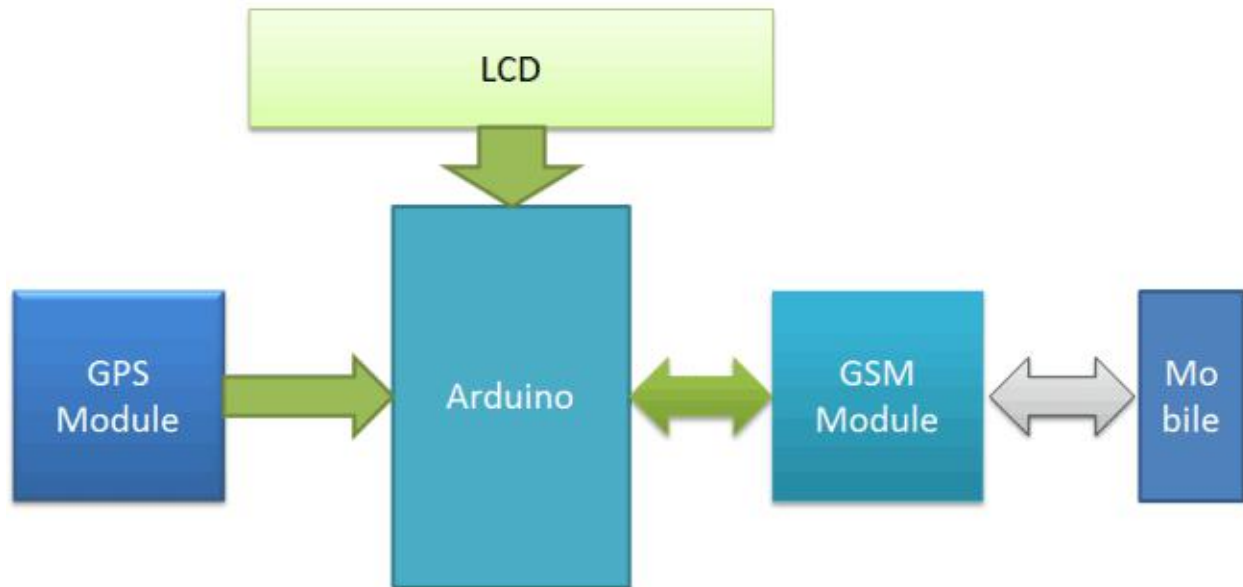 LCD
GPS
Module
Arduino
GSM
Module
Mo
bile